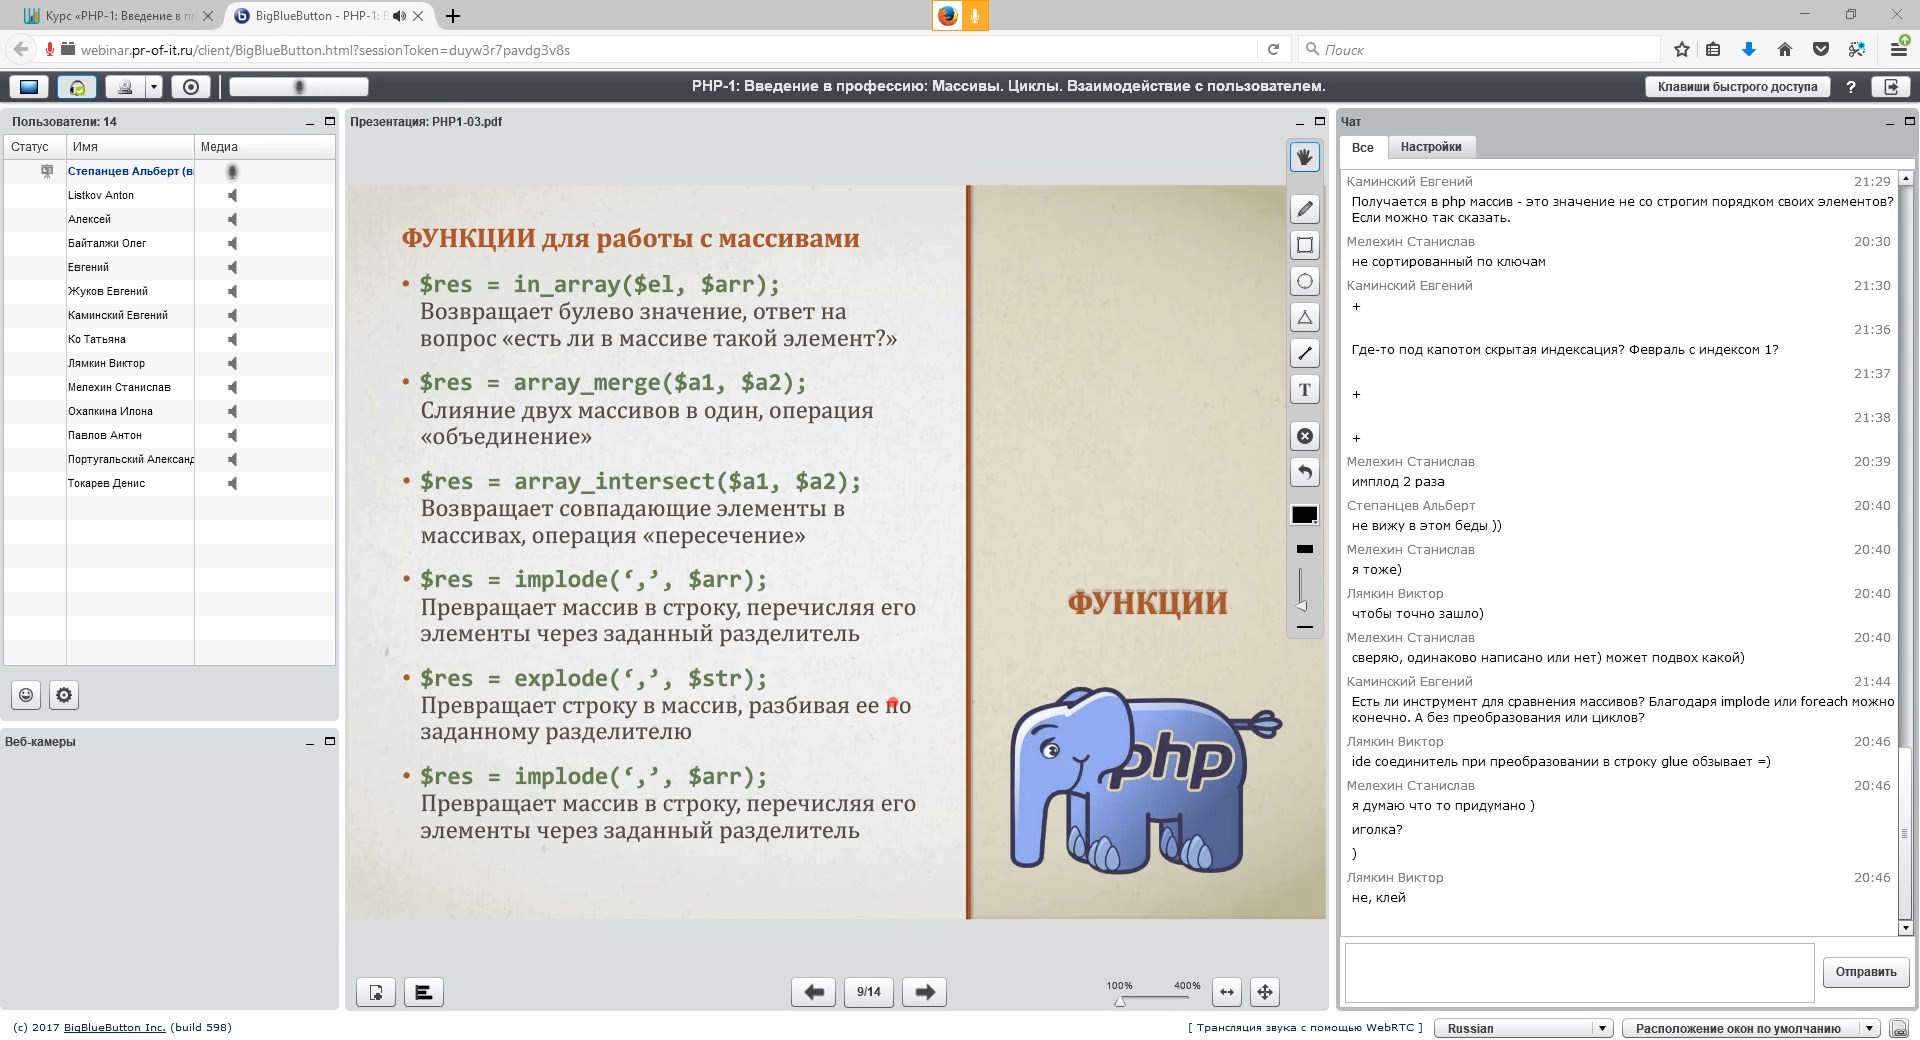 Курс «PHP-1: Введение в п
BigBlueButton - PHP-1: В
webinar.pr-of-it.ru/client/BigBlueButton.html?sessionToken=duyw3r7pavdg3v8s
Поиск
PHP-1: Введение в профессию: Массивы. Циклы. Взаимодействие с пользователем.
Клавиши быстрого доступа
?
Пользователи: 14
Статус Имя Медиа
Степанцев Альберт (в
Listkov Anton
Алексей
Байталжи Олег
Евгений
Жуков Евгений
Каминский Евгений
Ко Татьяна
Лямкин Виктор
Мелехин Станислав
Охапкина Илона
Павлов Антон
Португальский Александ
Токарев Денис
Веб-камеры
Презентация: PHP1-03.pdf
ФУНКЦИИ для работы с массивами
• $res = in_array($el, $arr);
Возвращает булево значение, ответ на
вопрос «есть ли в массиве такой элемент?»
• $res = array_merge($a1, $a2);
Слияние двух массивов в один, операция
«объединение»
• $res = array_intersect($a1, $a2);
Возвращает совпадающие элементы в
массивах, операция «пересечение»
• $res = implode(‘,’, $arr);
Превращает массив в строку, перечисляя его
элементы через заданный разделитель
• $res = explode(‘,’, $str);
Превращает строку в массив, разбивая ее по
заданному разделителю
• $res = implode(‘,’, $arr);
Превращает массив в строку, перечисляя его
элементы через заданный разделитель
ФУНКЦИИ
php
T
9/14
100% 400%
Чат
Все Настройки
Каминский Евгений 21:29
Получается в php массив - это значение не со строгим порядком своих элементов?
Если можно так сказать.
Мелехин Станислав 20:30
не сортированный по ключам
Каминский Евгений 21:30
+
21:36
Где-то под капотом скрытая индексация? Февраль с индексом 1?
21:37
+
21:38
+
Мелехин Станислав 20:39
имплод 2 раза
Степанцев Альберт 20:40
не вижу в этом беды ))
Мелехин Станислав 20:40
я тоже)
Лямкин Виктор 20:40
чтобы точно зашло)
Мелехин Станислав 20:40
сверяю, одинаково написано или нет) может подвох какой)
Каминский Евгений 21:44
Есть ли инструмент для сравнения массивов? Благодаря implode или foreach можно
конечно. А без преобразования или циклов?
Лямкин Виктор 20:46
ide соединитель при преобразовании в строку glue обзывает =)
Мелехин Станислав 20:46
я думаю что то придумано )
иголка?
)
Лямкин Виктор 20:46
не, клей
Отправить
(c) 2017 BigBlueButton Inc. (build 598)
[ Трансляция звука с помощью WebRTC ]
Russian
Расположение окон по умолчанию